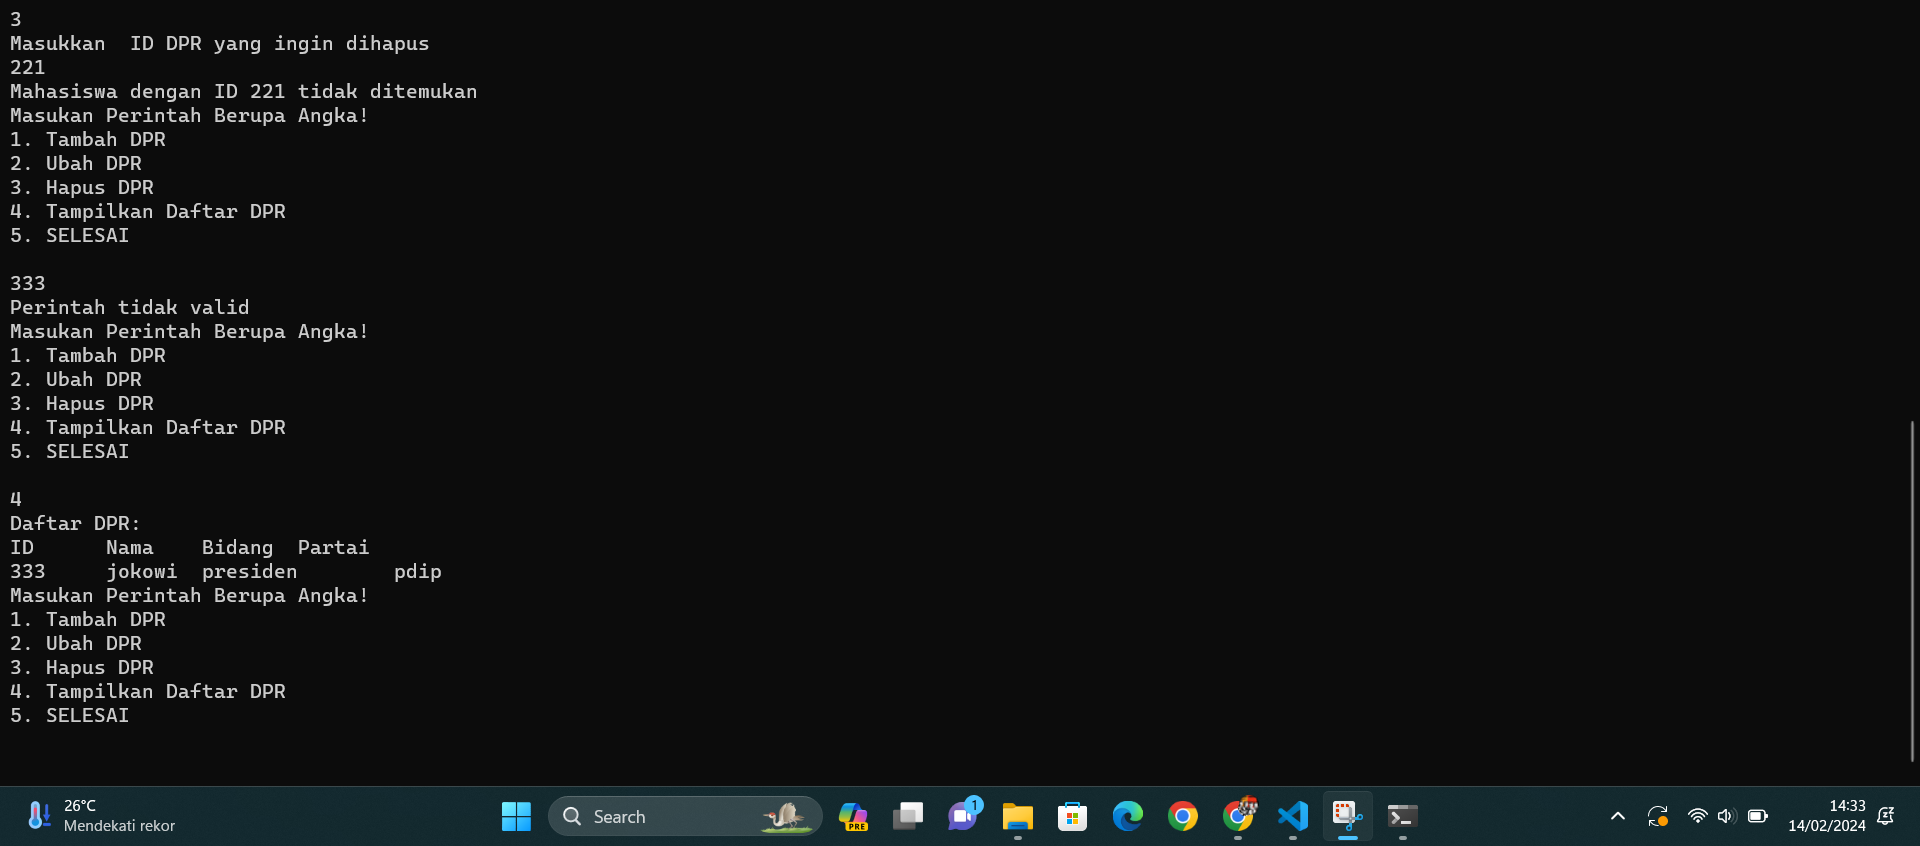 3
Masukkan  ID DPR yang ingin dihapus
221
Mahasiswa dengan ID 221 tidak ditemukan
Masukan Perintah Berupa Angka!
1. Tambah DPR
2. Ubah DPR
3. Hapus DPR
4. Tampilkan Daftar DPR
5. SELESAI
333
Perintah tidak valid
Masukan Perintah Berupa Angka!
1. Tambah DPR
2. Ubah DPR
3. Hapus DPR
4. Tampilkan Daftar DPR
5. SELESAI
4
Daftar DPR:
ID      Nama    Bidang  Partai
333     jokowi  presiden        pdip
Masukan Perintah Berupa Angka!
1. Tambah DPR
2. Ubah DPR
3. Hapus DPR
4. Tampilkan Daftar DPR
5. SELESAI
26°C
Mendekati rekor
Search
PRE
1
14:33
14/02/2024